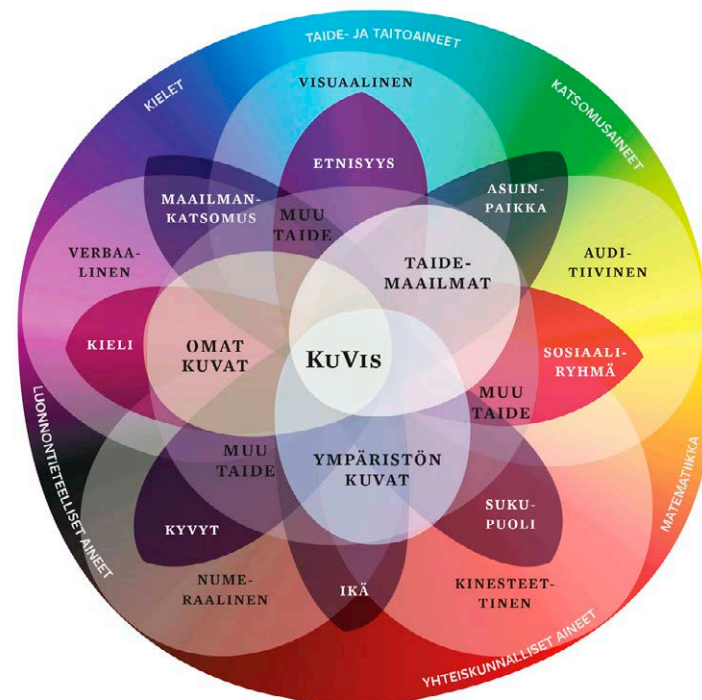 TAIDE- JA TAITOAINEET
KIELET
KATSOMUSAINEET
VISUAALINEN
ETNISYYS
MAAILMAN-
KATSOMUS
ASUIN-
PAIKKA
MUU
TAIDE
VERBAA-
LINEN
TAIDE-
MAAILMAT
AUDI-
TIIVINEN
KIELI
OMAT
KUVAT
KUVIS
SOSIAALI-
RYHMÄ
MUU
TAIDE
LUONNONTIETEELLISET AINEET
MUU
TAIDE
YMPÄRISTÖN
KUVAT
MATEMATIIKKA
KYVYT
SUKU-
PUOLI
NUME-
RAALINEN
IKÄ
KINESTEET-
TINEN
YHTEISKUNNALLISET AINEET